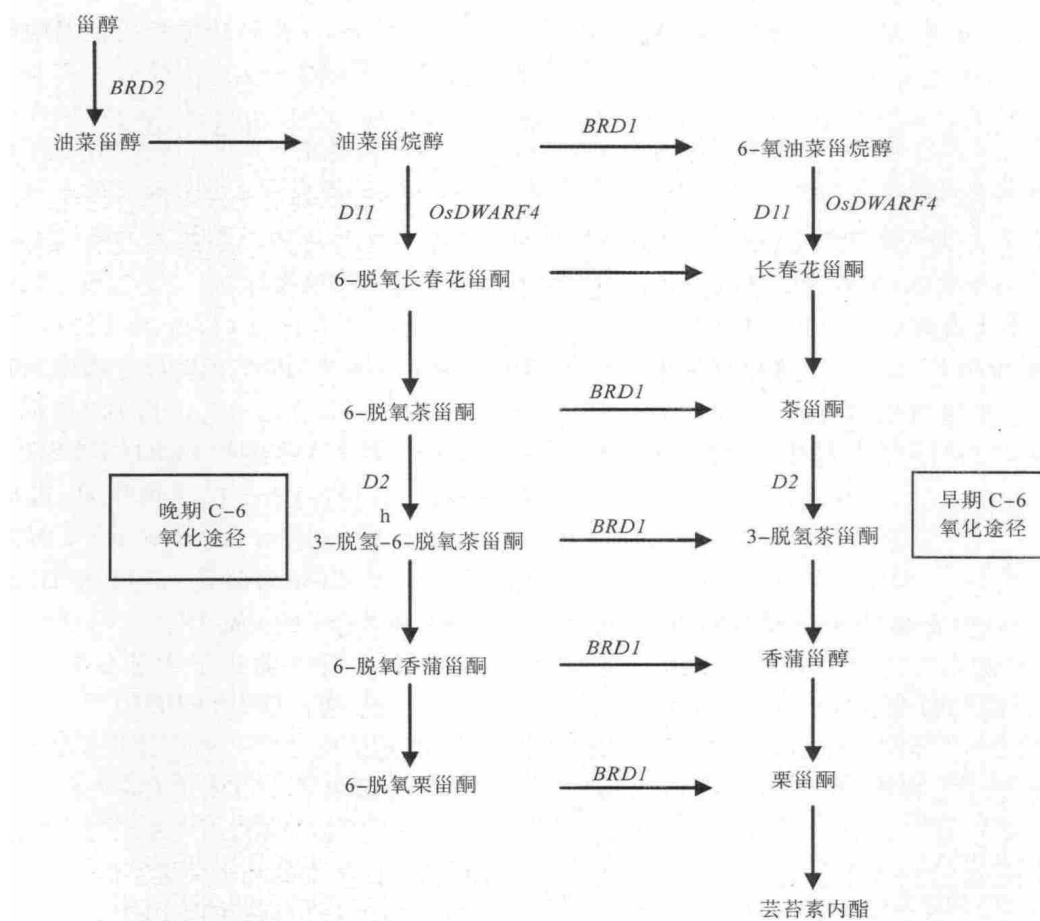 甾醇
BRD2
油菜甾醇
油菜甾烷醇
BRD1
6-氧油菜甾烷醇
D11
OsDWARF4
D11
OsDWARF4
6-脱氧长春花甾酮
长春花甾酮
6-脱氧茶甾酮
BRD1
茶甾酮
D2
D2
晚期 C-6
氧化途径
早期 C-6
氧化途径
h
3-脱氢-6-脱氧茶甾酮
BRD1
3-脱氢茶甾酮
6-脱氧香蒲甾酮
BRD1
香蒲甾醇
6-脱氧栗甾酮
BRD1
栗甾酮
芸苔素内酯